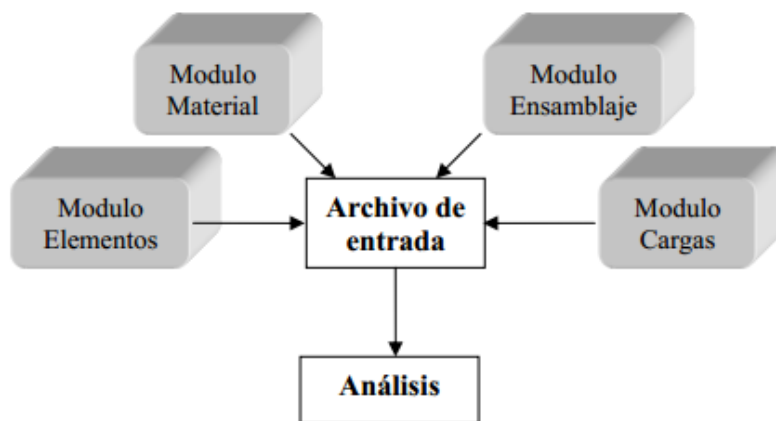 Modulo
Material
Modulo
Ensamblaje
Modulo
Elementos
Archivo de
entrada
Modulo
Cargas
Análisis